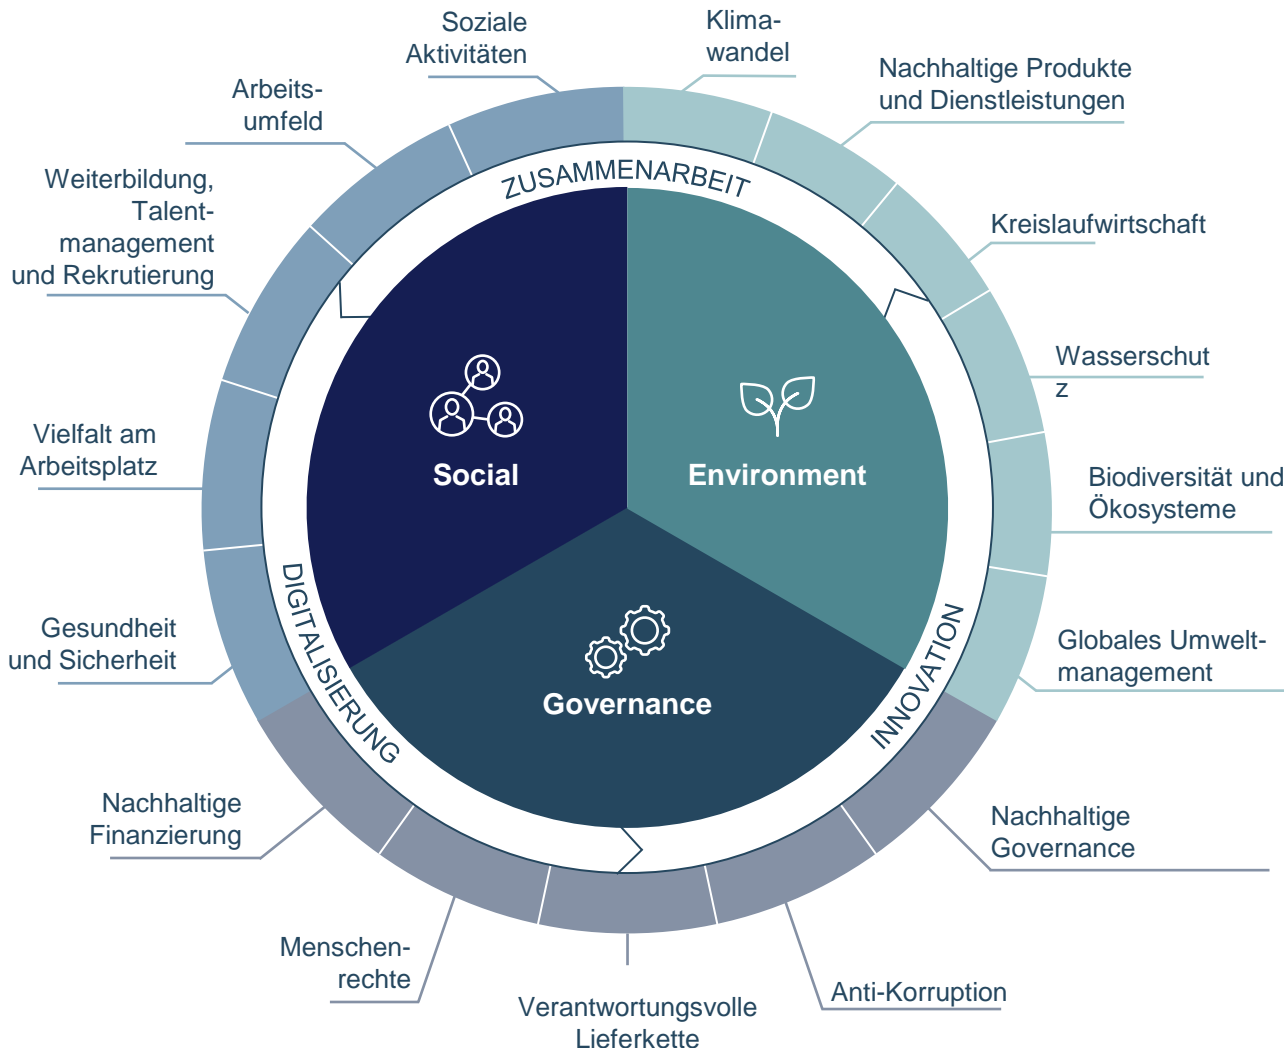 Soziale
Aktivitäten
Klima-
wandel
Nachhaltige Produkte
und Dienstleistungen
Arbeits-
umfeld
ZUSAMMENARBEIT
Weiterbildung,
Talent-
management
und Rekrutierung
Kreislaufwirtschaft
Wasserschut
z
Social
Environment
Vielfalt am
Arbeitsplatz
Biodiversität und
Ökosysteme
DIGITALISIERUNG
INNOVATION
Gesundheit
und Sicherheit
Globales Umwelt-
management
Governance
Nachhaltige
Finanzierung
Nachhaltige
Governance
Menschen-
rechte
Verantwortungsvolle
Lieferkette
Anti-Korruption